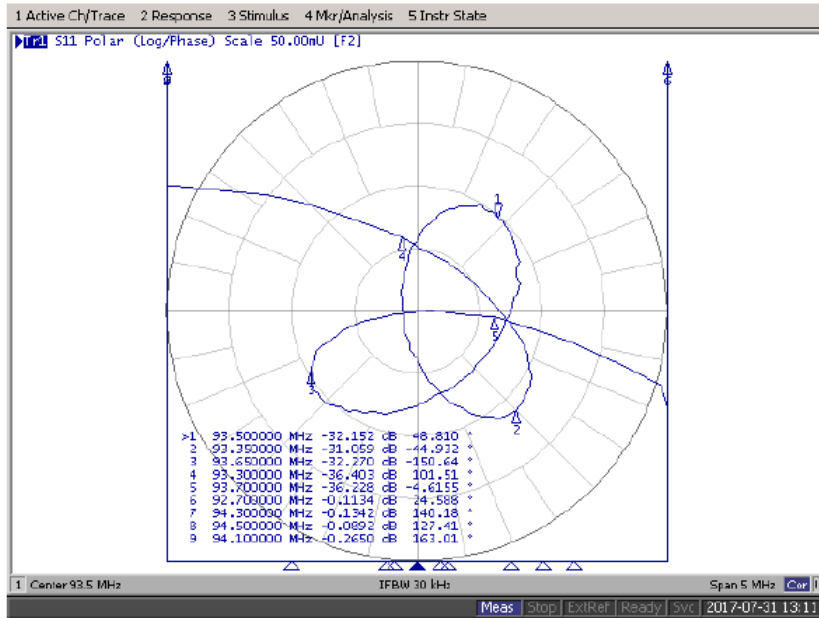 1 Active Ch/Trace 2 Response 3 Stimulus 4 Mkr/Analysis 5 Instr State
Tr1 S11 Polar (Log/Phase) Scale 50.00mU [F2]
1
4
5
3
2
>1 93.500000 MHz -32.152 dB 48.810 °
2 93.350000 MHz -31.059 dB -44.932 °
3 93.650000 MHz -32.270 dB -150.64 °
4 93.300000 MHz -36.403 dB 101.51 °
5 93.700000 MHz -36.228 dB -4.6155 °
6 92.700000 MHz -0.1134 dB 24.588 °
7 94.300000 MHz -0.1342 dB 140.18 °
8 94.500000 MHz -0.0892 dB 127.41 °
9 94.100000 MHz -0.2650 dB 163.01 °
1 Center 93.5 MHz IFBW 30 kHz Span 5 MHz Cor
Meas Stop ExtRef Ready Svc 2017-07-31 13:11